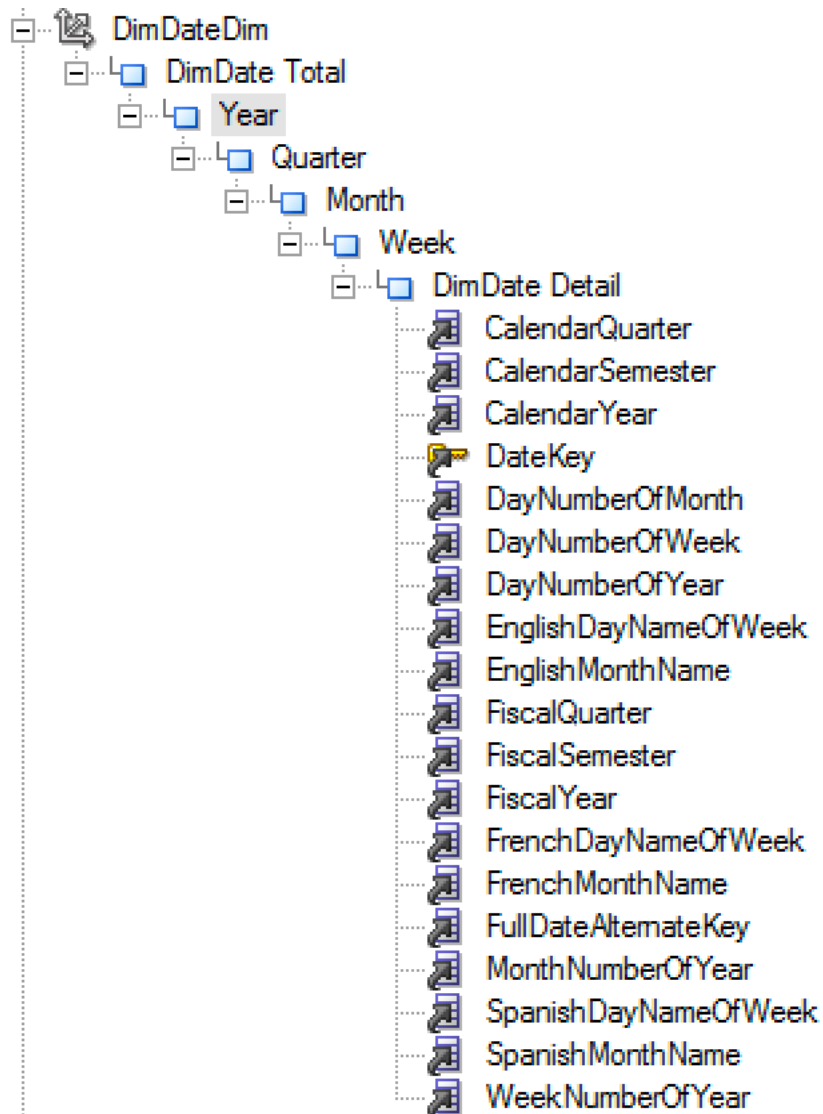 DimDateDim
DimDate Total
Year
Quarter
Month
Week
DimDate Detail
CalendarQuarter
CalendarSemester
CalendarYear
DateKey
DayNumberOfMonth
DayNumberOfWeek
DayNumberOfYear
EnglishDayNameOfWeek
EnglishMonthName
FiscalQuarter
FiscalSemester
FiscalYear
FrenchDayNameOfWeek
FrenchMonthName
FullDateAlternateKey
MonthNumberOfYear
SpanishDayNameOfWeek
SpanishMonthName
WeekNumberOfYear